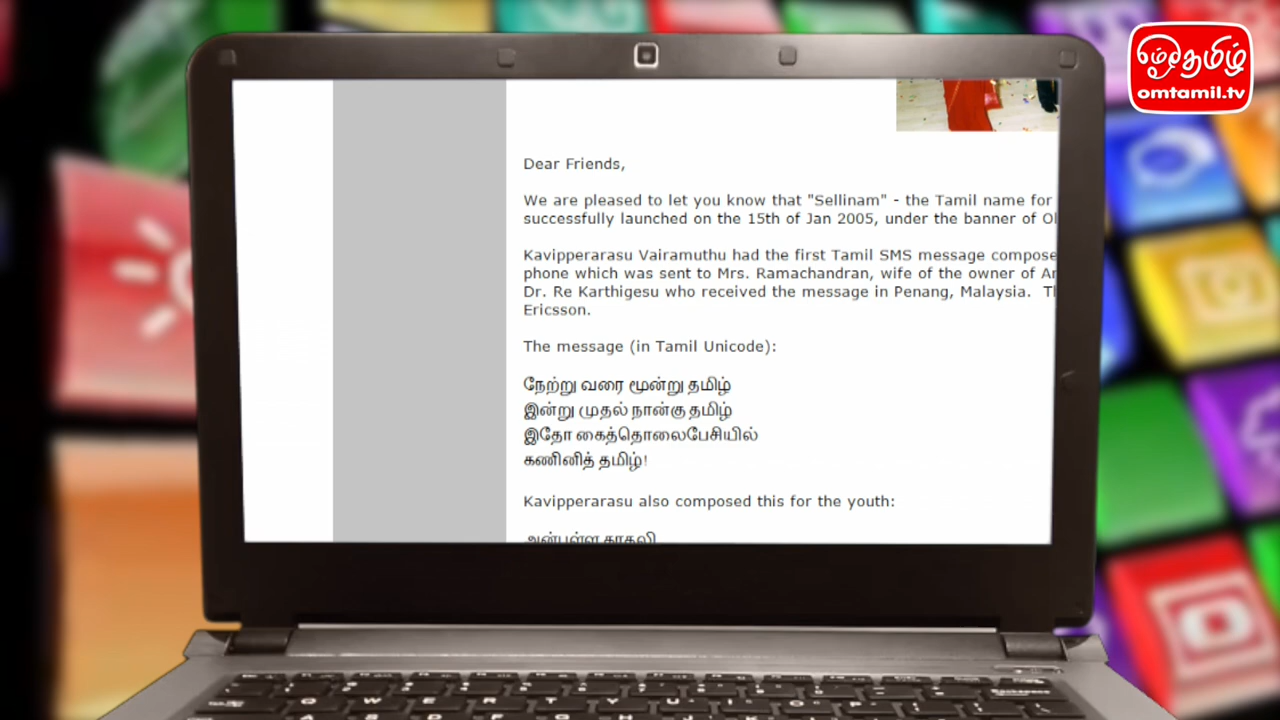 ஓம்தமிழ்
omtamil.tv
Dear Friends,
We are pleased to let you know that "Sellinam" - the Tamil name for
successfully launched on the 15th of Jan 2005, under the banner of
Kavipperarasu Vairamuthu had the first Tamil SMS message
phone which was sent to Mrs. Ramachandran, wife of the owner of
Dr. Re Karthigesu who received the message in Penang, Malaysia.
Ericsson.
The message (in Tamil Unicode):
நேற்று வரை மூன்று தமிழ்
இன்று முதல் நான்கு தமிழ்
இதோ கைத்தொலைபேசியில்
கணினித் தமிழ்!
Kavipperarasu also composed this for the youth: